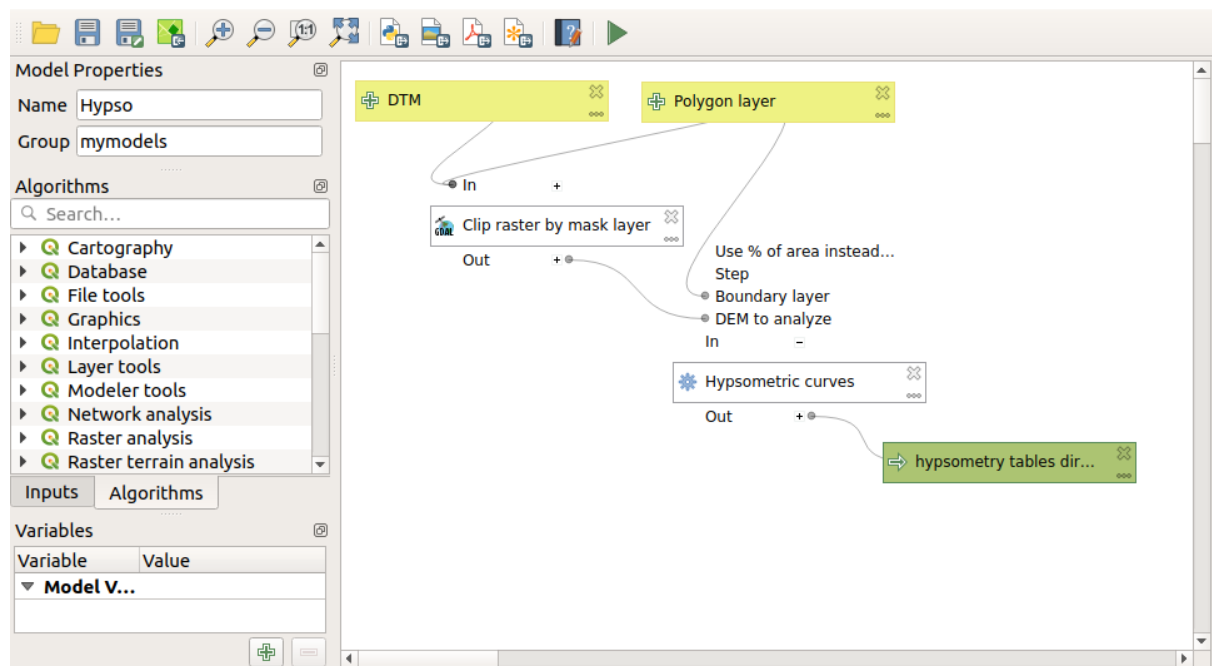 1:1
Model Properties
Name Hypso
Group mymodels
Algorithms
Search...
Cartography
Database
File tools
Graphics
Interpolation
Layer tools
Modeler tools
Network analysis
Raster analysis
Raster terrain analysis
Inputs Algorithms
Variables
Variable Value
Model V...
DTM
Polygon layer
In +
GDAL Clip raster by mask layer
Out +
Use % of area instead...
Step
Boundary layer
DEM to analyze
In -
Hypsometric curves
Out +
hypsometry tables dir...